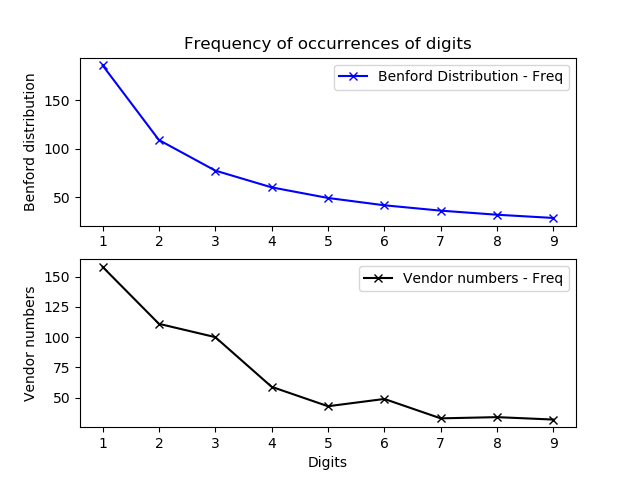 Frequency of occurrences of digits
Benford distribution
150
100
50
Benford Distribution - Freq
1 2 3 4 5 6 7 8 9
Vendor numbers
150
125
100
75
50
Vendor numbers - Freq
1 2 3 4 5 6 7 8 9
Digits